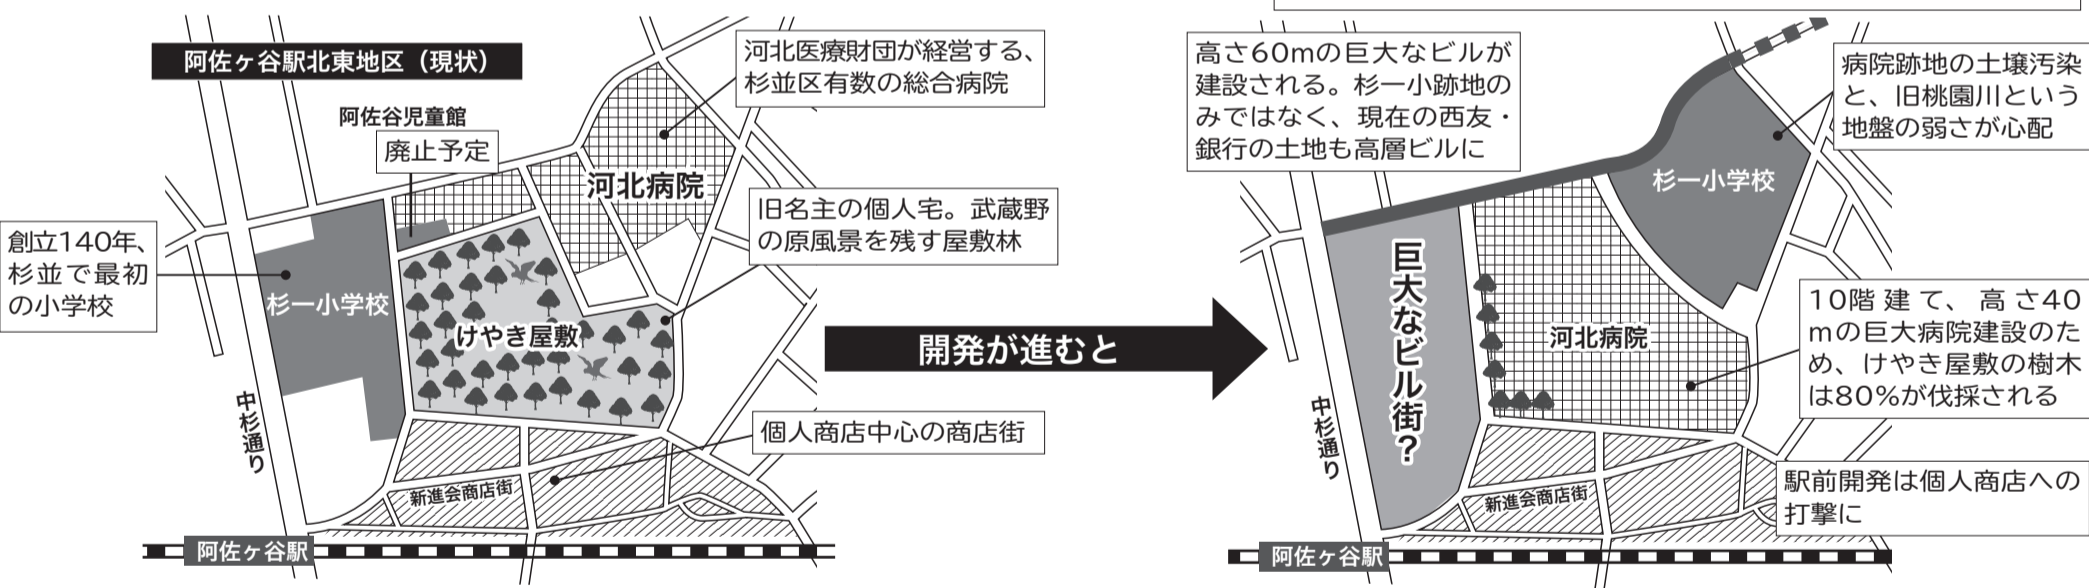 阿佐ヶ谷駅北東地区（現状）
阿佐谷児童館
廃止予定
河北医療財団が経営する、
杉並区有数の総合病院
河北病院
旧名主の個人宅。武蔵野
の原風景を残す屋敷林
創立140年、
杉並で最初
の小学校
杉一小学校
けやき屋敷
中杉通り
個人商店中心の商店街
新進会商店街
阿佐ヶ谷駅
開発が進むと
高さ60mの巨大なビルが
建設される。杉一小跡地の
みではなく、現在の西友・
銀行の土地も高層ビルに
病院跡地の土壌汚染
と、旧桃園川という
地盤の弱さが心配
杉一小学校
巨大なビル街？
河北病院
10階建て、高さ40
mの巨大病院建設のた
め、けやき屋敷の樹木
は80%が伐採される
中杉通り
新進会商店街
駅前開発は個人商店への
打撃に
阿佐ヶ谷駅